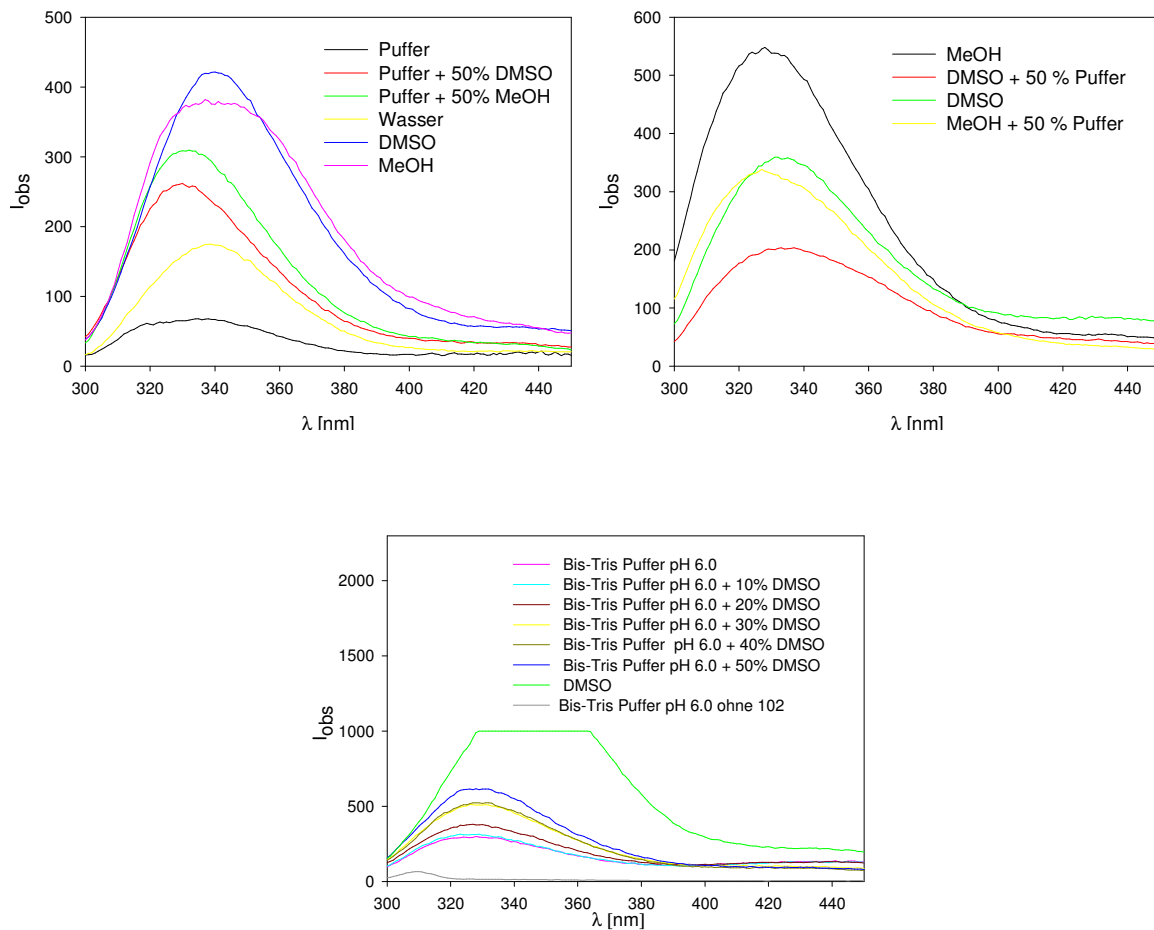 500
400
300
200
100
0
I obs
300 320 340 360 380 400 420 440
λ [nm]
Puffer
Puffer + 50% DMSO
Puffer + 50% MeOH
Wasser
DMSO
MeOH
600
500
400
300
200
100
0
I obs
300 320 340 360 380 400 420 440
λ [nm]
MeOH
DMSO + 50 % Puffer
DMSO
MeOH + 50 % Puffer
2000
1500
1000
500
0
I obs
300 320 340 360 380 400 420 440
λ [nm]
Bis-Tris Puffer pH 6.0
Bis-Tris Puffer pH 6.0 + 10% DMSO
Bis-Tris Puffer pH 6.0 + 20% DMSO
Bis-Tris Puffer pH 6.0 + 30% DMSO
Bis-Tris Puffer pH 6.0 + 40% DMSO
Bis-Tris Puffer pH 6.0 + 50% DMSO
DMSO
Bis-Tris Puffer pH 6.0 ohne 102